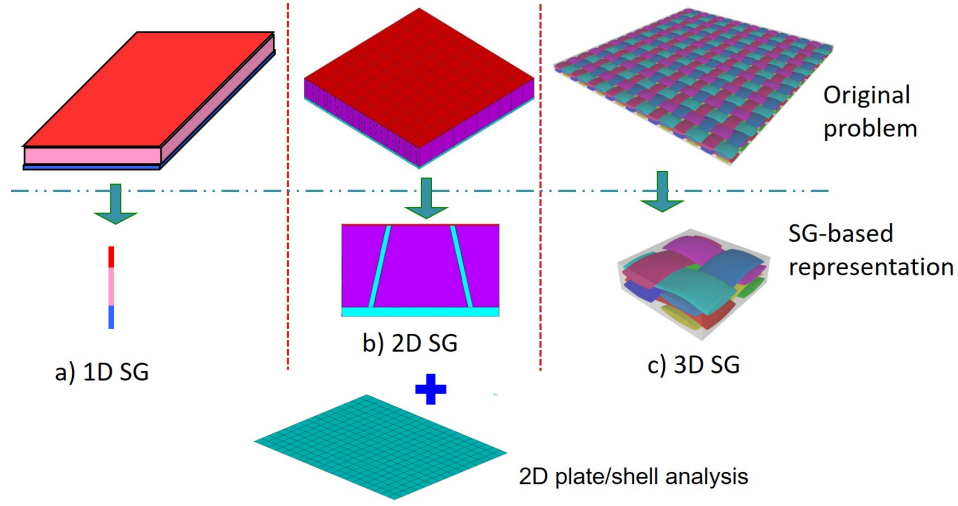 Original
problem
SG-based
representation
a) 1D SG
b) 2D SG
c) 3D SG
2D plate/shell analysis